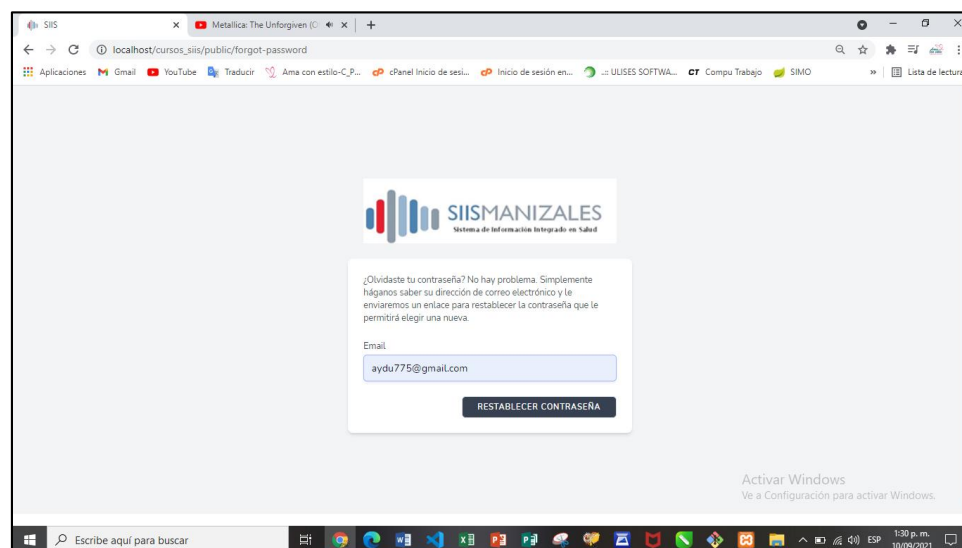 SIIS
Metallica: The Unforgiven (O
localhost/cursos_siis/public/forgot-password
Aplicaciones
Gmail
YouTube
Traducir
Ama con estilo-C_P...
cPanel Inicio de sesi...
Inicio de sesión en...
..:: ULISES SOFTWA...
CT Compu Trabajo
SIMO
»
Lista de lectura
SIISMANIZALES
Sistema de Información Integrado en Salud
¿Olvidaste tu contraseña? No hay problema. Simplemente
háganos saber su dirección de correo electrónico y le
enviaremos un enlace para restablecer la contraseña que le
permitirá elegir una nueva.
Email
aydu775@gmail.com
RESTABLECER CONTRASEÑA
Activar Windows
Ve a Configuración para activar Windows.
Escribe aquí para buscar
ESP
1:30 p. m.
10/09/2021